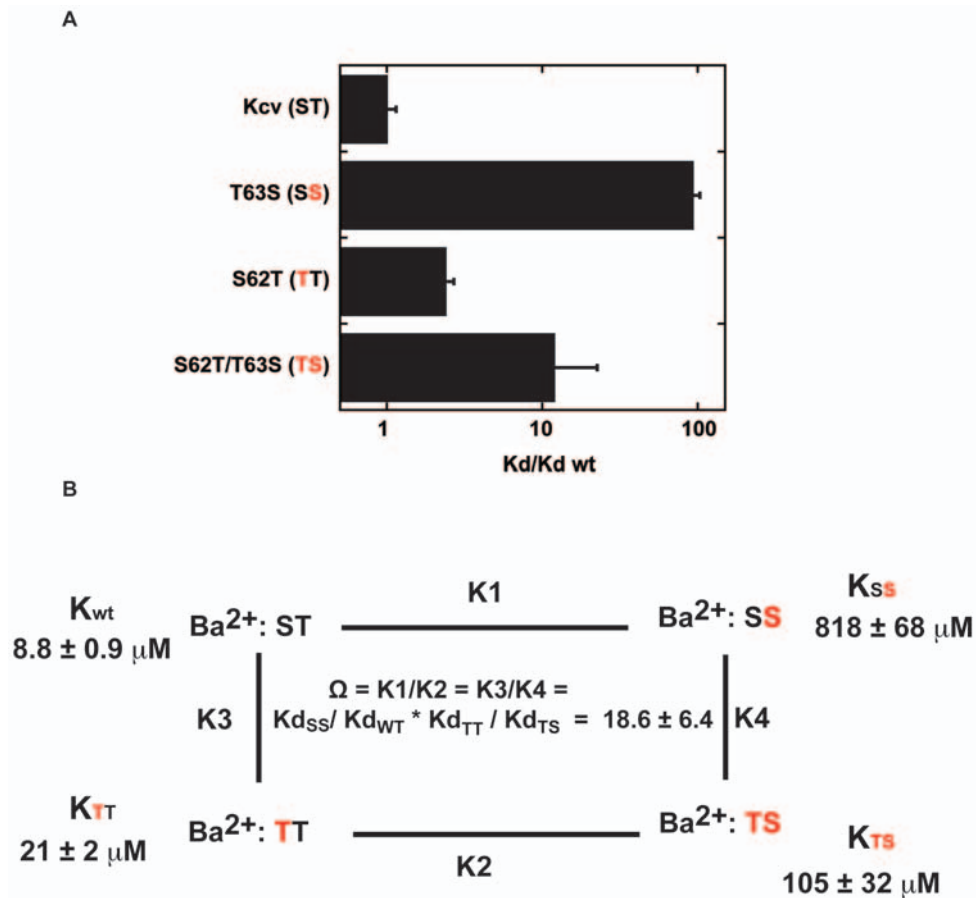 A
Kcv (ST)
T63S (SS)
S62T (TT)
S62T/T63S (TS)
1 10 100
Kd/Kd wt
B
K1
Kwt
8.8 ± 0.9 μM
Ba2+: ST
Ba2+: SS
KSS
818 ± 68 μM
K3
Ω = K1/K2 = K3/K4 =
KdSS/ KdWT * KdTT / KdTS = 18.6 ± 6.4
K4
KTT
21 ± 2 μM
Ba2+: TT
Ba2+: TS
K2
KTS
105 ± 32 μM